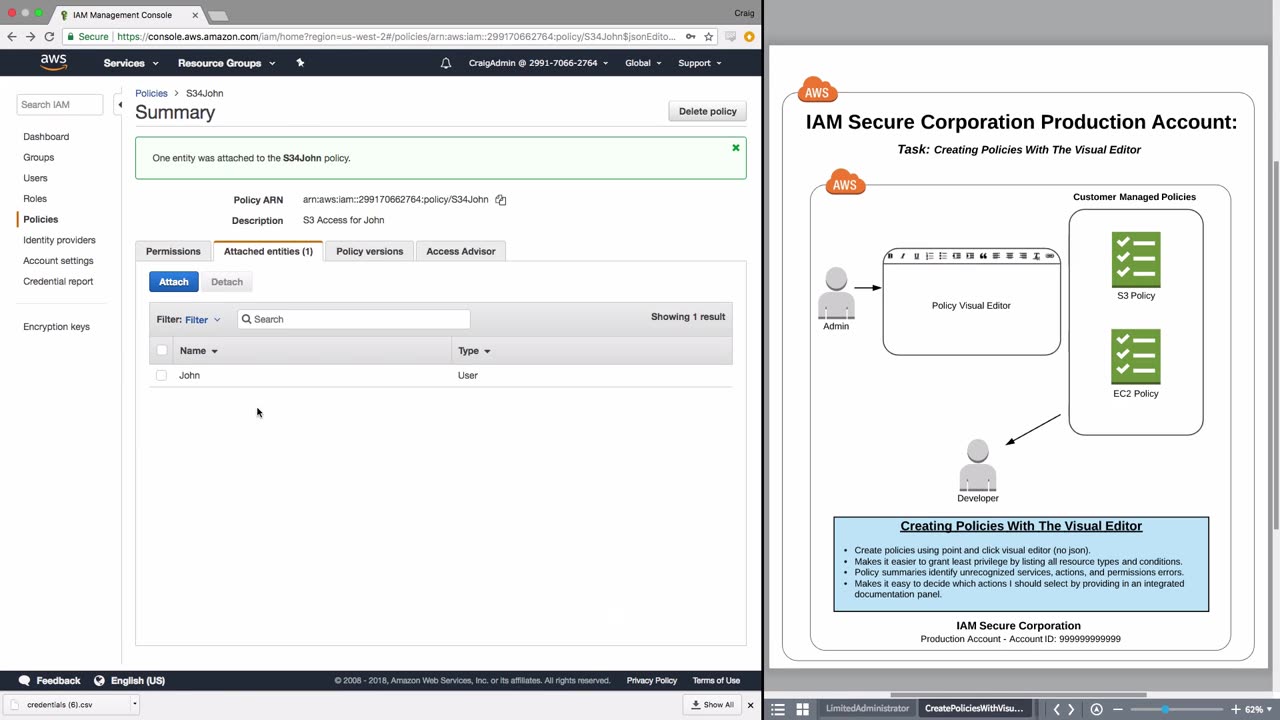 IAM Management Console
Craig
Secure | https://console.aws.amazon.com/iam/home?region=us-west-2#/policies/arn:aws:iam::299170662764:policy/S34John$jsonEdito...
aws
Services
Resource Groups
CraigAdmin @ 2991-7066-2764
Global
Support
Search IAM
Dashboard
Groups
Users
Roles
Policies
Identity providers
Account settings
Credential report
Encryption keys
Policies > S34John
Summary
Delete policy
One entity was attached to the S34John policy.
Policy ARN arn:aws:iam::299170662764:policy/S34John
Description S3 Access for John
Permissions
Attached entities (1)
Policy versions
Access Advisor
Attach
Detach
Filter: Filter
Search
Showing 1 result
Name
Type
John
User
Feedback
English (US)
© 2008 - 2018, Amazon Web Services, Inc. or its affiliates. All rights reserved.
Privacy Policy
Terms of Use
credentials (6).csv
Show All
AWS
IAM Secure Corporation Production Account:
Task: Creating Policies With The Visual Editor
AWS
Customer Managed Policies
Admin
B I U
Policy Visual Editor
S3 Policy
EC2 Policy
Developer
Creating Policies With The Visual Editor
• Create policies using point and click visual editor (no json).
• Makes it easier to grant least privilege by listing all resource types and conditions.
• Policy summaries identify unrecognized services, actions, and permissions errors.
• Makes it easy to decide which actions I should select by providing in an integrated
documentation panel.
IAM Secure Corporation
Production Account - Account ID: 999999999999
LimitedAdministrator
CreatePoliciesWithVisu...
62%